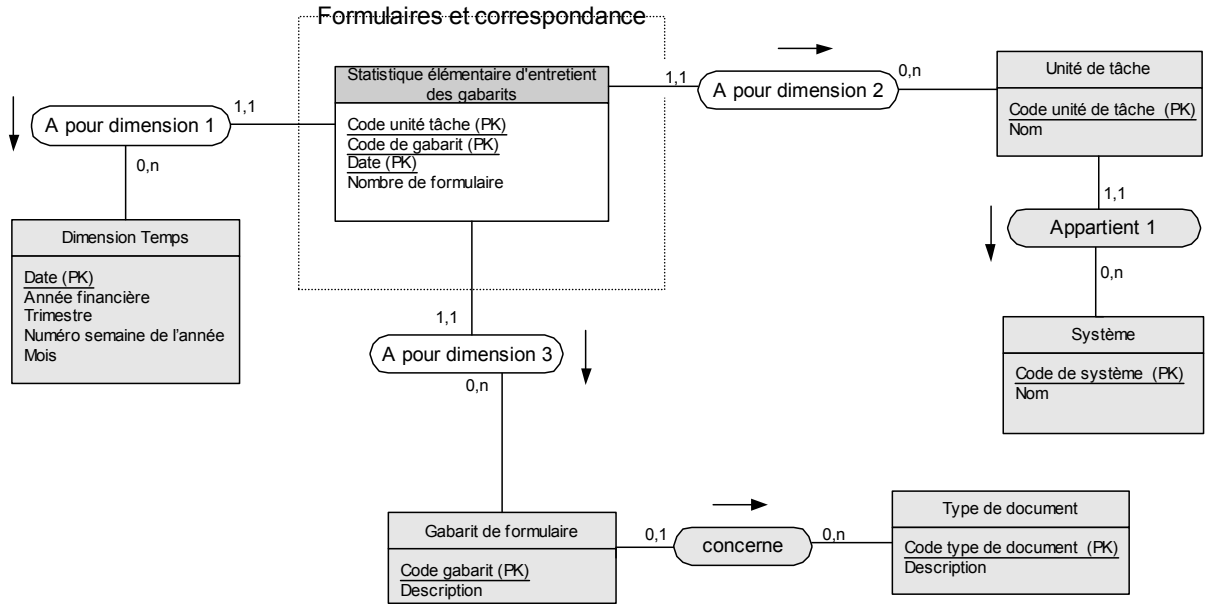 Formulaires et correspondance
Statistique élémentaire d'entretient
des gabarits
Code unité tâche (PK)
Code de gabarit (PK)
Date (PK)
Nombre de formulaire
1,1
A pour dimension 2
0,n
Unité de tâche
Code unité de tâche (PK)
Nom
1,1
A pour dimension 1
0,n
Dimension Temps
Date (PK)
Année financière
Trimestre
Numéro semaine de l'année
Mois
1,1
Appartient 1
0,n
Système
Code de système (PK)
Nom
1,1
A pour dimension 3
0,n
Gabarit de formulaire
Code gabarit (PK)
Description
0,1
concerne
0,n
Type de document
Code type de document (PK)
Description